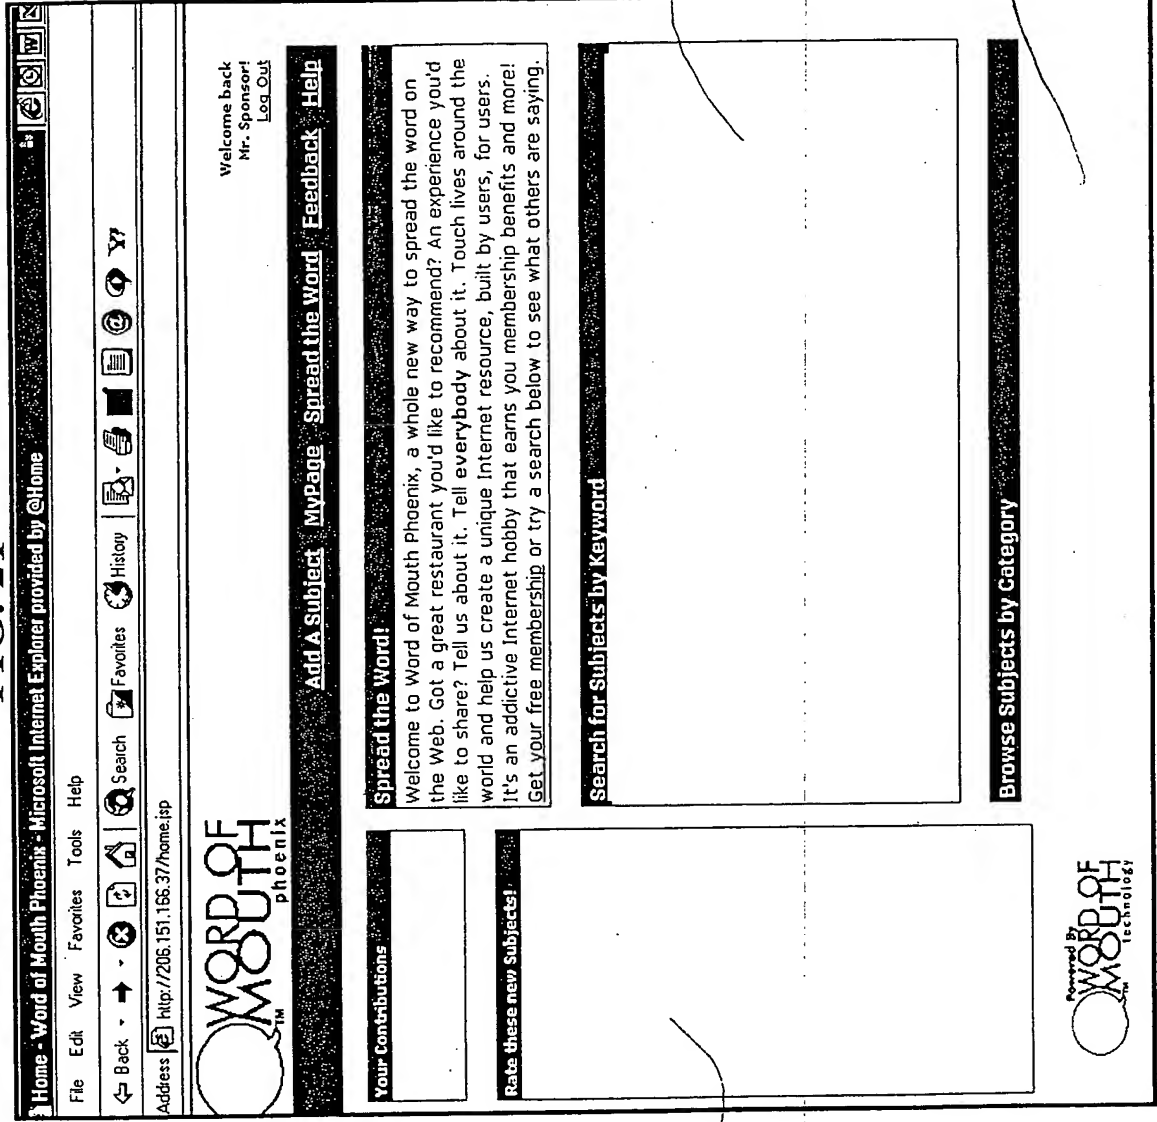 Home - Word of Mouth Phoenix - Microsoft Internet Explorer provided by @Home
File Edit View Favorites Tools Help
Back Search Favorites History
Address http://206.151.166.37/home.jsp
WORD OF
MOUTH
phoenix
TM
Welcome back
Mr. Sponsor!
Log Out
Add A Subject MyPage Spread the Word Feedback Help
Your Contributions
Rate these new Subjects!
Spread the Word!
Welcome to Word of Mouth Phoenix, a whole new way to spread the word on
the Web. Got a great restaurant you'd like to recommend? An experience you'd
like to share? Tell us about it. Tell everybody about it. Touch lives around the
world and help us create a unique Internet resource, built by users, for users.
It's an addictive Internet hobby that earns you membership benefits and more!
Get your free membership or try a search below to see what others are saying.
Search for Subjects by Keyword
Browse Subjects by Category
Powered By
WORD OF
MOUTH
technology
TM